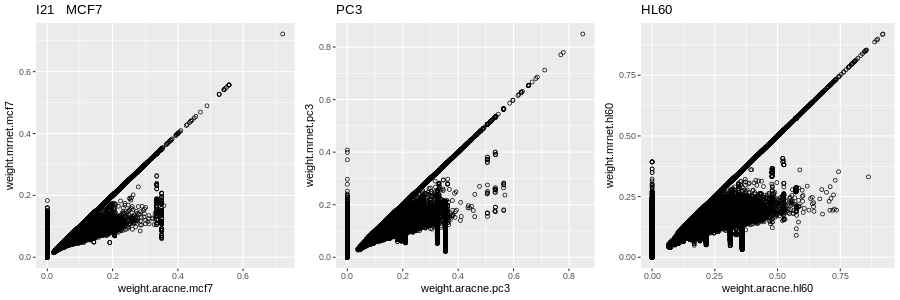 I21 MCF7
PC3
HL60
weight.mrnet.mcf7
0.6
0.4
0.2
0.0
0.0 0.2 0.4 0.6
weight.aracne.mcf7
weight.mrnet.pc3
0.8
0.6
0.4
0.2
0.0
0.0 0.2 0.4 0.6 0.8
weight.aracne.pc3
weight.mrnet.hl60
0.75
0.50
0.25
0.00
0.00 0.25 0.50 0.75
weight.aracne.hl60